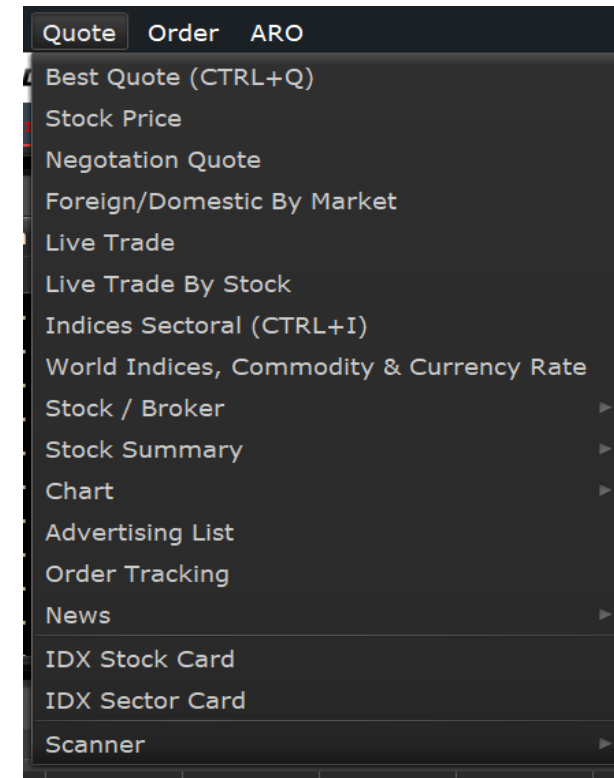 Quote Order ARO
Best Quote (CTRL+Q)
Stock Price
Negotation Quote
Foreign/Domestic By Market
Live Trade
Live Trade By Stock
Indices Sectoral (CTRL+I)
World Indices, Commodity & Currency Rate
Stock / Broker
Stock Summary
Chart
Advertising List
Order Tracking
News
IDX Stock Card
IDX Sector Card
Scanner